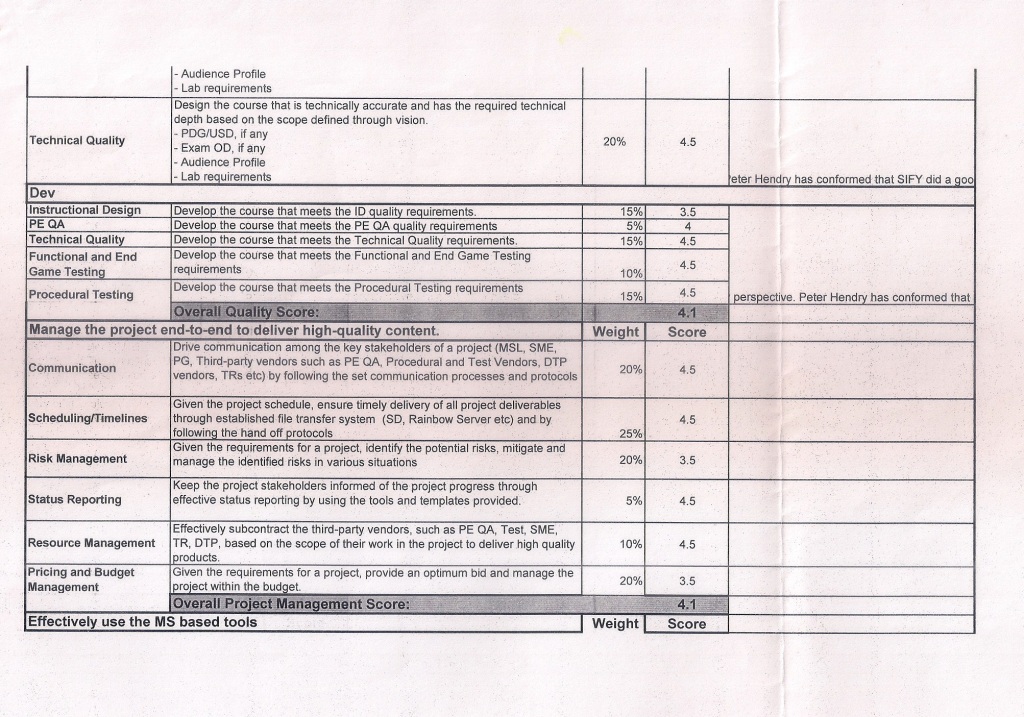 - Audience Profile
- Lab requirements
Technical Quality
Design the course that is technically accurate and has the required technical
depth based on the scope defined through vision.
- PDG/USD, if any
- Exam OD, if any
- Audience Profile
- Lab requirements
20%
4.5
eter Hendry has conformed that SIFY did a goo
Dev
Instructional Design
Develop the course that meets the ID quality requirements.
15%
3.5
PE QA
Develop the course that meets the PE QA quality requirements
5%
4
Technical Quality
Develop the course that meets the Technical Quality requirements.
15%
4.5
Functional and End
Game Testing
Develop the course that meets the Functional and End Game Testing
requirements
10%
4.5
Procedural Testing
Develop the course that meets the Procedural Testing requirements
15%
4.5
perspective. Peter Hendry has conformed that
Overall Quality Score:
4.1
Manage the project end-to-end to deliver high-quality content.
Weight
Score
Communication
Drive communication among the key stakeholders of a project (MSL, SME,
PG, Third-party vendors such as PE QA, Procedural and Test Vendors, DTP
vendors, TRs etc) by following the set communication processes and protocols
20%
4.5
Scheduling/Timelines
Given the project schedule, ensure timely delivery of all project deliverables
through established file transfer system (SD, Rainbow Server etc) and by
following the hand off protocols
25%
4.5
Risk Management
Given the requirements for a project, identify the potential risks, mitigate and
manage the identified risks in various situations
20%
3.5
Status Reporting
Keep the project stakeholders informed of the project progress through
effective status reporting by using the tools and templates provided.
5%
4.5
Resource Management
Effectively subcontract the third-party vendors, such as PE QA, Test, SME,
TR, DTP, based on the scope of their work in the project to deliver high quality
products.
10%
4.5
Pricing and Budget
Management
Given the requirements for a project, provide an optimum bid and manage the
project within the budget.
20%
3.5
Overall Project Management Score:
4.1
Effectively use the MS based tools
Weight
Score